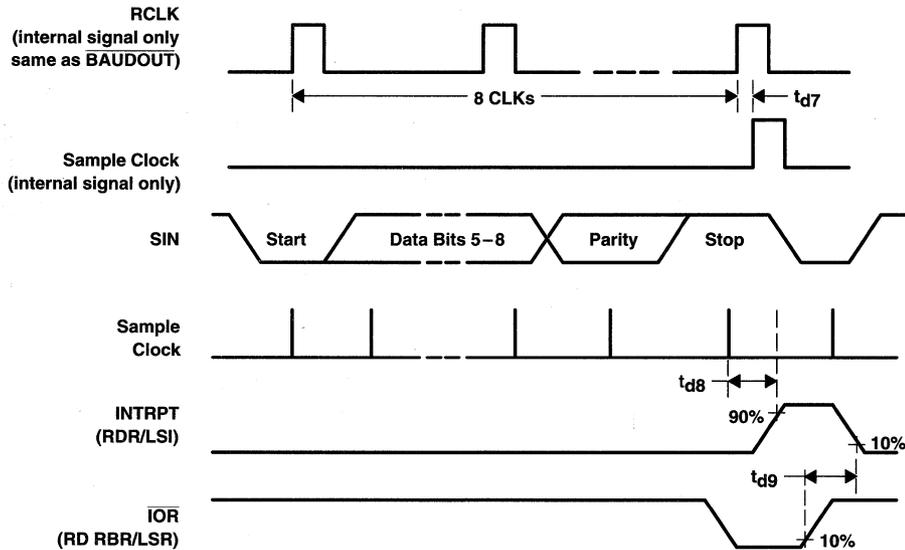 RCLK
(internal signal only
same as BAUDOUT)
8 CLKs
td7
Sample Clock
(internal signal only)
SIN
Start
Data Bits 5–8
Parity
Stop
Sample
Clock
td8
INTRPT
(RDR/LSI)
90%
10%
td9
IOR
(RD RBR/LSR)
10%